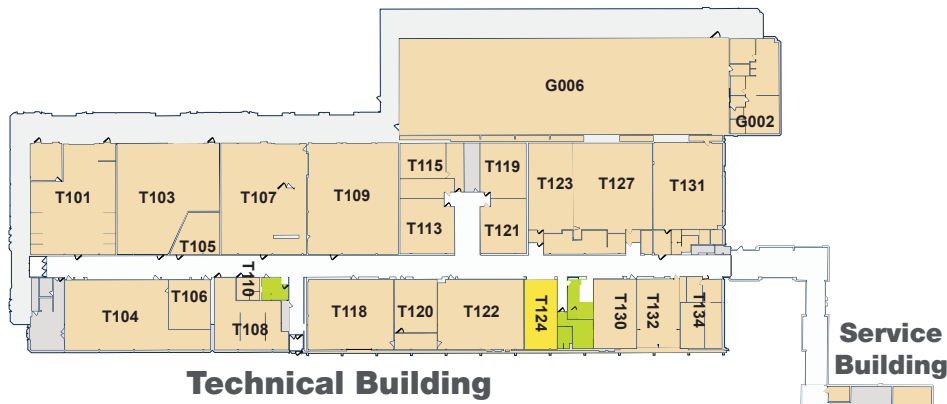 G006
G002
T115
T119
T101
T103
T107
T109
T123
T127
T131
T113
T121
T105
T110
T106
T104
T108
T118
T120
T122
T124
T130
T132
T134
Service
Building
Technical Building